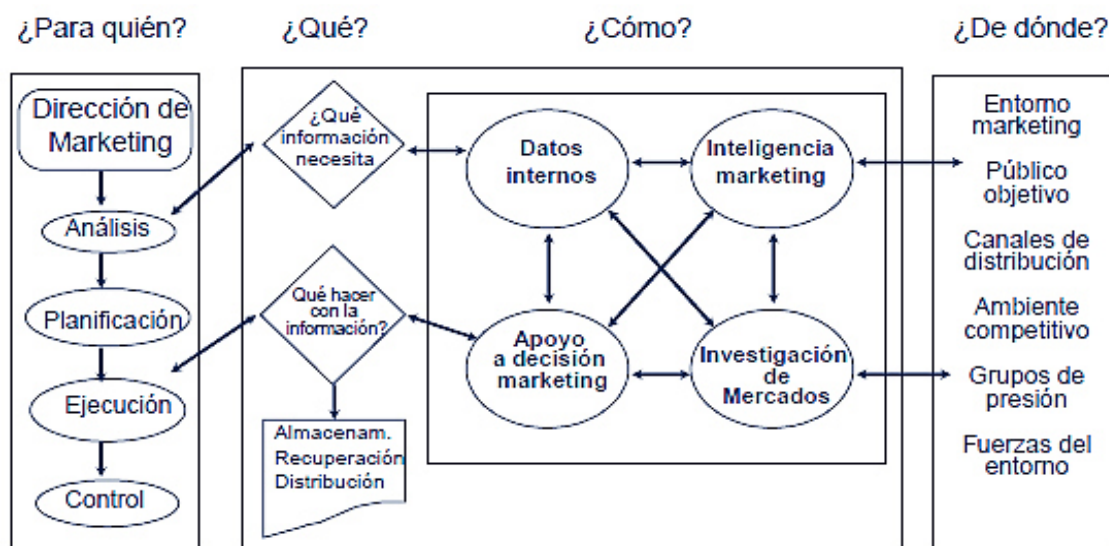 ¿Para quién?
¿Qué?
¿Cómo?
¿De dónde?
Dirección de
Marketing
Análisis
Planificación
Ejecución
Control
¿Qué
información
necesita
Qué hacer
con la
información?
Almacenam.
Recuperación
Distribución
Datos
internos
Inteligencia
marketing
Apoyo
a decisión
marketing
Investigación
de
Mercados
Entorno
marketing
Público
objetivo
Canales de
distribución
Ambiente
competitivo
Grupos de
presión
Fuerzas del
entorno